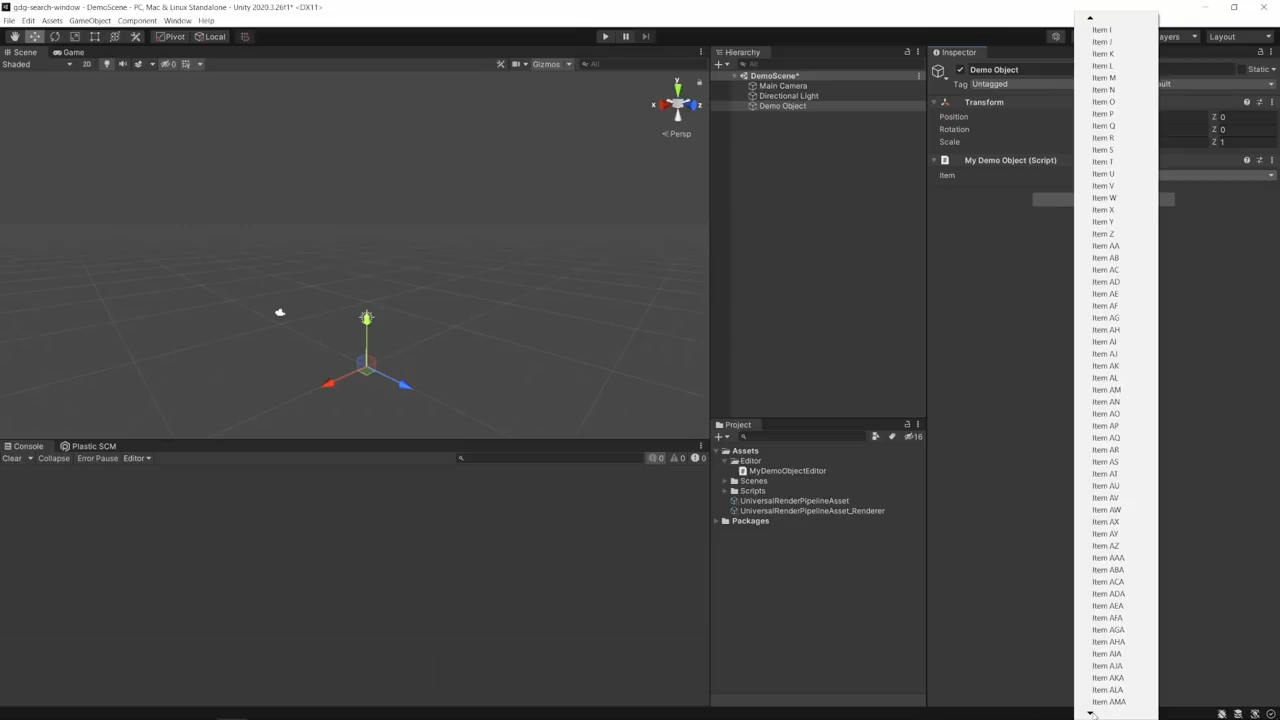 gdg-search-window - DemoScene - PC, Mac & Linux Standalone - Unity 2020.3.26f1* <DX11>
File Edit Assets GameObject Component Window Help
Pivot Local ayers Layout
Scene Game
Shaded 2D 0 Gizmos All
y
x z
Persp
Hierarchy
All
DemoScene*
Main Camera
Directional Light
Demo Object
Inspector
Demo Object Static
Tag Untagged ult
Transform
Position Z 0
Rotation Z 0
Scale Z 1
My Demo Object (Script)
Item
Item I
Item J
Item K
Item L
Item M
Item N
Item O
Item P
Item Q
Item R
Item S
Item T
Item U
Item V
Item W
Item X
Item Y
Item Z
Item AA
Item AB
Item AC
Item AD
Item AE
Item AF
Item AG
Item AH
Item AI
Item AJ
Item AK
Item AL
Item AM
Item AN
Item AO
Item AP
Item AQ
Item AR
Item AS
Item AT
Item AU
Item AV
Item AW
Item AX
Item AY
Item AZ
Item AAA
Item ABA
Item ACA
Item ADA
Item AEA
Item AFA
Item AGA
Item AHA
Item AIA
Item AJA
Item AKA
Item ALA
Item AMA
Console Plastic SCM
Clear Collapse Error Pause Editor 0 0 0
Project
16
Assets
Editor
MyDemoObjectEditor
Scenes
Scripts
UniversalRenderPipelineAsset
UniversalRenderPipelineAsset_Renderer
Packages